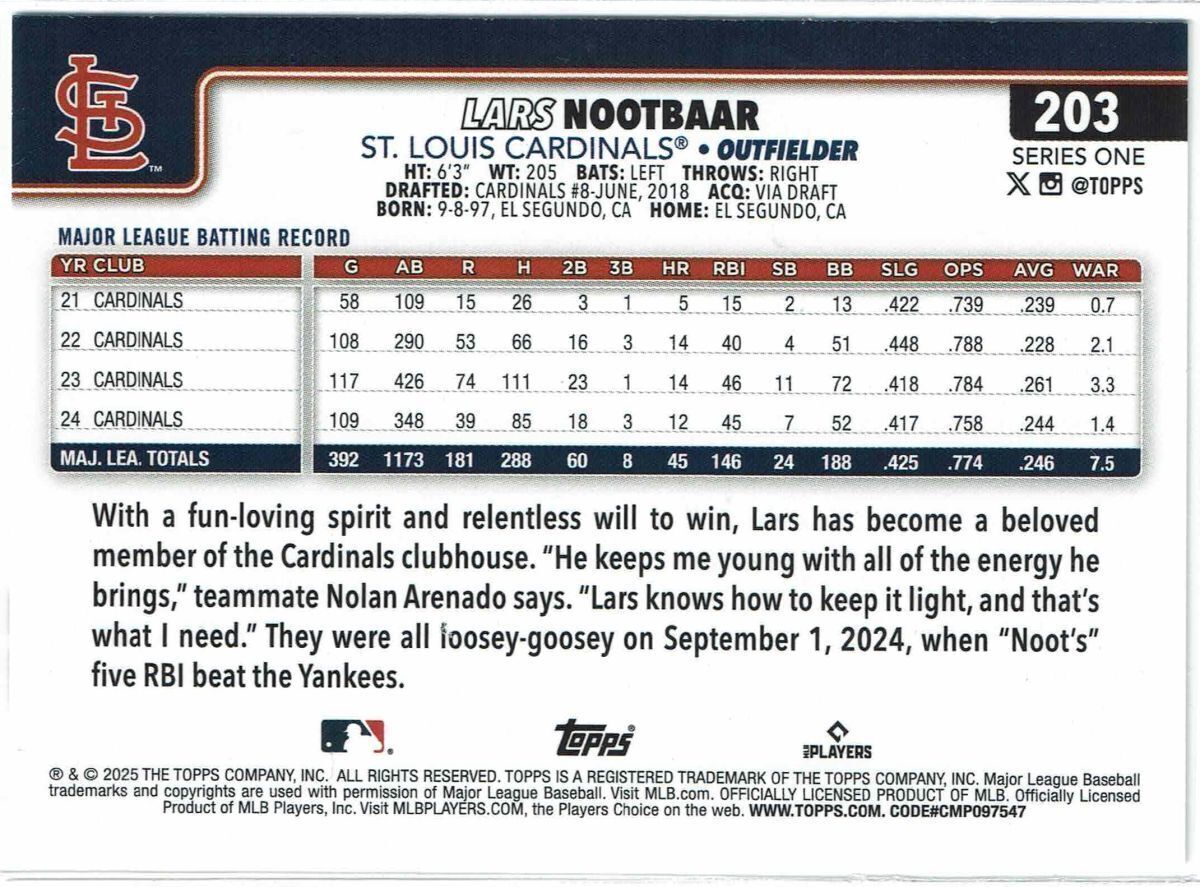 STL™
LARS NOOTBAAR
203
ST. LOUIS CARDINALS® • OUTFIELDER
SERIES ONE
HT: 6'3" WT: 205 BATS: LEFT THROWS: RIGHT
@TOPPS
DRAFTED: CARDINALS #8-JUNE, 2018 ACQ: VIA DRAFT
BORN: 9-8-97, EL SEGUNDO, CA HOME: EL SEGUNDO, CA
MAJOR LEAGUE BATTING RECORD
YR CLUB G AB R H 2B 3B HR RBI SB BB SLG OPS AVG WAR
21 CARDINALS 58 109 15 26 3 1 5 15 2 13 .422 .739 .239 0.7
22 CARDINALS 108 290 53 66 16 3 14 40 4 51 .448 .788 .228 2.1
23 CARDINALS 117 426 74 111 23 1 14 46 11 72 .418 .784 .261 3.3
24 CARDINALS 109 348 39 85 18 3 12 45 7 52 .417 .758 .244 1.4
MAJ. LEA. TOTALS 392 1173 181 288 60 8 45 146 24 188 .425 .774 .246 7.5
With a fun-loving spirit and relentless will to win, Lars has become a beloved
member of the Cardinals clubhouse. "He keeps me young with all of the energy he
brings," teammate Nolan Arenado says. "Lars knows how to keep it light, and that's
what I need." They were all loosey-goosey on September 1, 2024, when "Noot's"
five RBI beat the Yankees.
Topps®
MLB PLAYERS
® & © 2025 THE TOPPS COMPANY, INC. ALL RIGHTS RESERVED. TOPPS IS A REGISTERED TRADEMARK OF THE TOPPS COMPANY, INC. Major League Baseball
trademarks and copyrights are used with permission of Major League Baseball. Visit MLB.com. OFFICIALLY LICENSED PRODUCT OF MLB. Officially Licensed
Product of MLB Players, Inc. Visit MLBPLAYERS.COM, the Players Choice on the web. WWW.TOPPS.COM. CODE#CMP097547